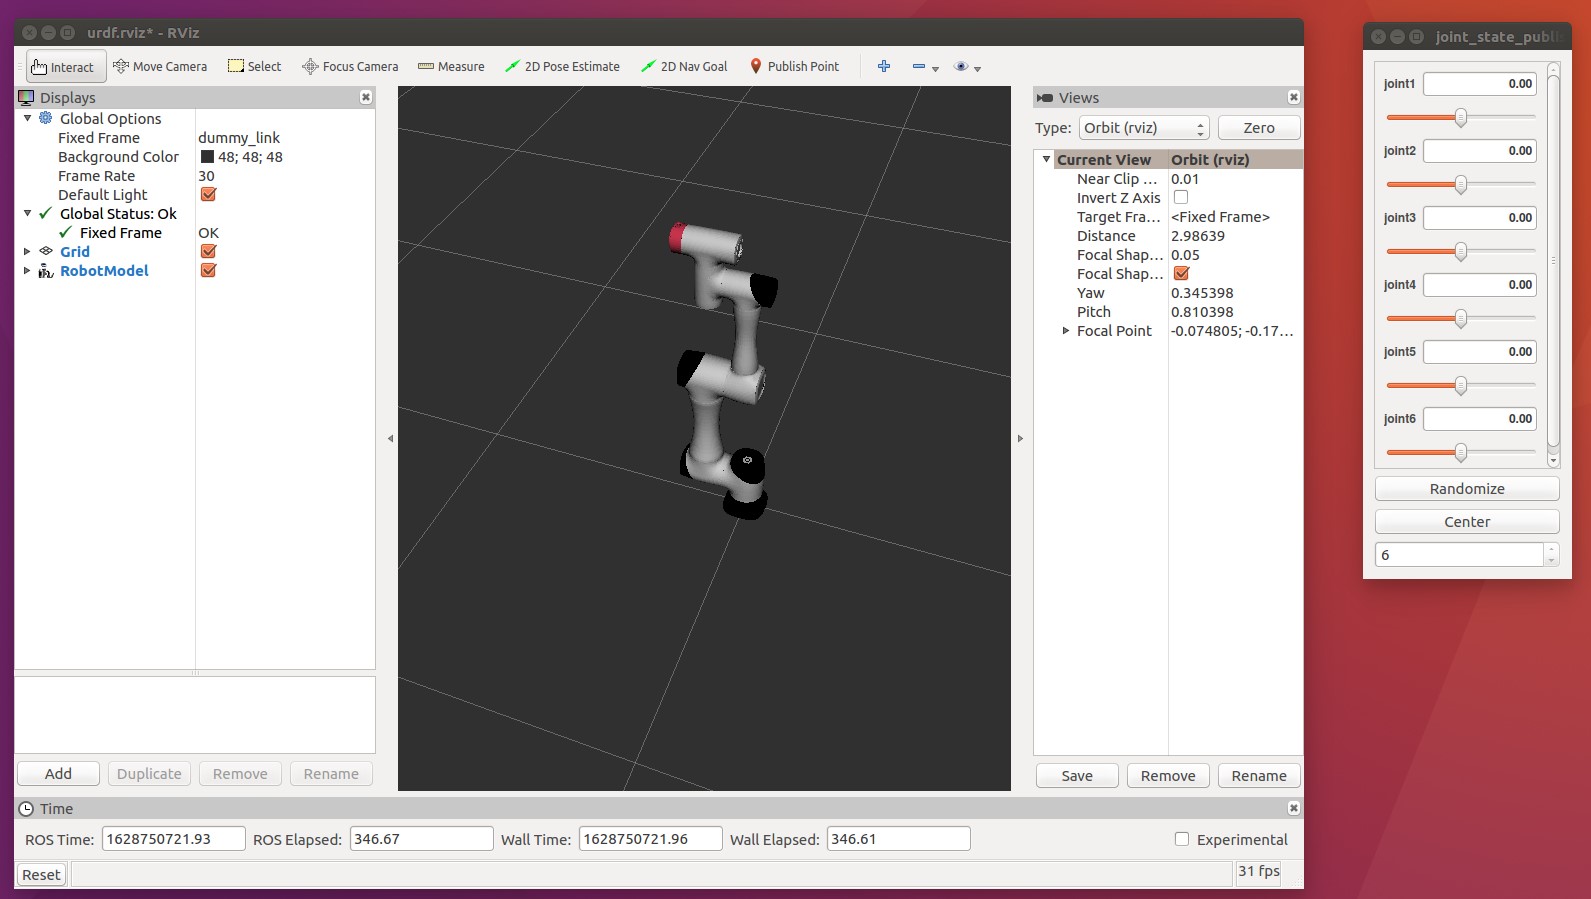 urdf.rviz* - RViz
Interact Move Camera Select Focus Camera Measure 2D Pose Estimate 2D Nav Goal Publish Point
Displays
Global Options
Fixed Frame dummy_link
Background Color 48; 48; 48
Frame Rate 30
Default Light
Global Status: Ok
Fixed Frame OK
Grid
RobotModel
Add Duplicate Remove Rename
Views
Type: Orbit (rviz) Zero
Current View Orbit (rviz)
Near Clip ... 0.01
Invert Z Axis
Target Fra... <Fixed Frame>
Distance 2.98639
Focal Shap... 0.05
Focal Shap...
Yaw 0.345398
Pitch 0.810398
Focal Point -0.074805; -0.17...
Save Remove Rename
Time
ROS Time: 1628750721.93 ROS Elapsed: 346.67 Wall Time: 1628750721.96 Wall Elapsed: 346.61 Experimental
Reset 31 fps
joint_state_publi
joint1 0.00
joint2 0.00
joint3 0.00
joint4 0.00
joint5 0.00
joint6 0.00
Randomize
Center
6